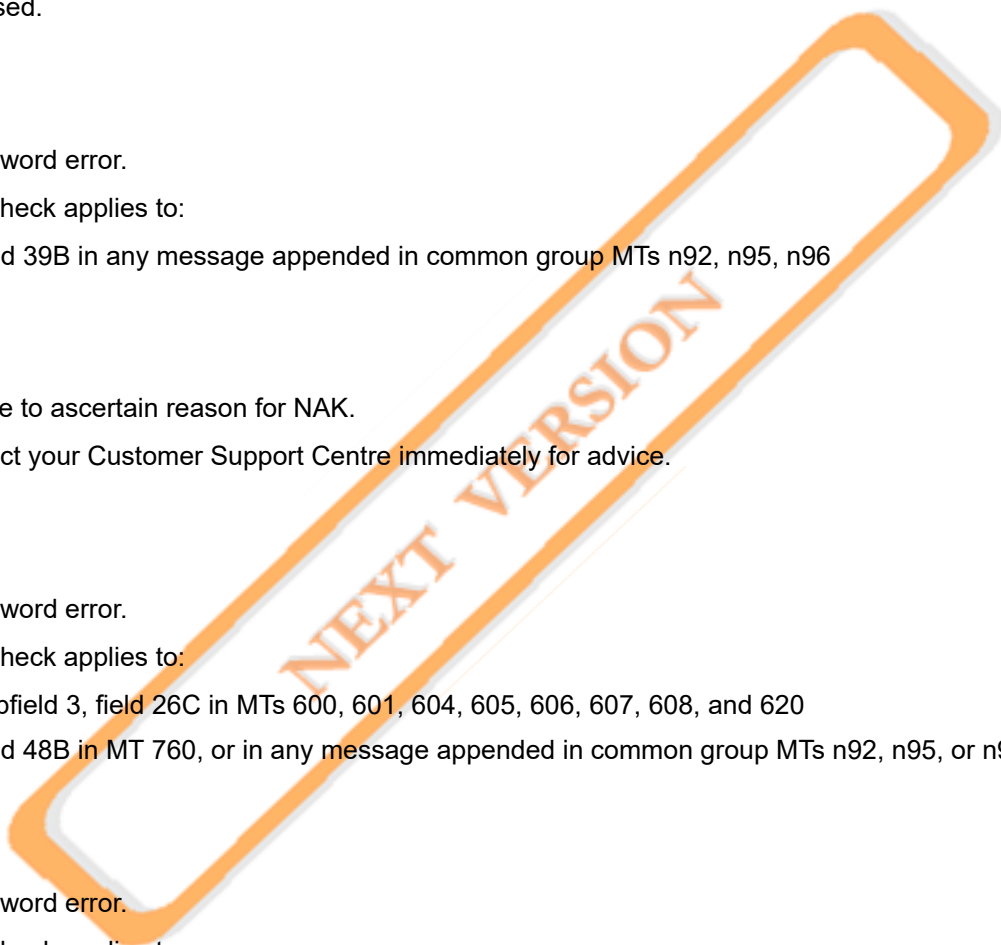 sed.
word error.
heck applies to:
d 39B in any message appended in common group MTs n92, n95, n96
e to ascertain reason for NAK.
ct your Customer Support Centre immediately for advice.
NEXT VERSION
word error.
heck applies to:
ofield 3, field 26C in MTs 600, 601, 604, 605, 606, 607, 608, and 620
d 48B in MT 760, or in any message appended in common group MTs n92, n95, or n9
word error.